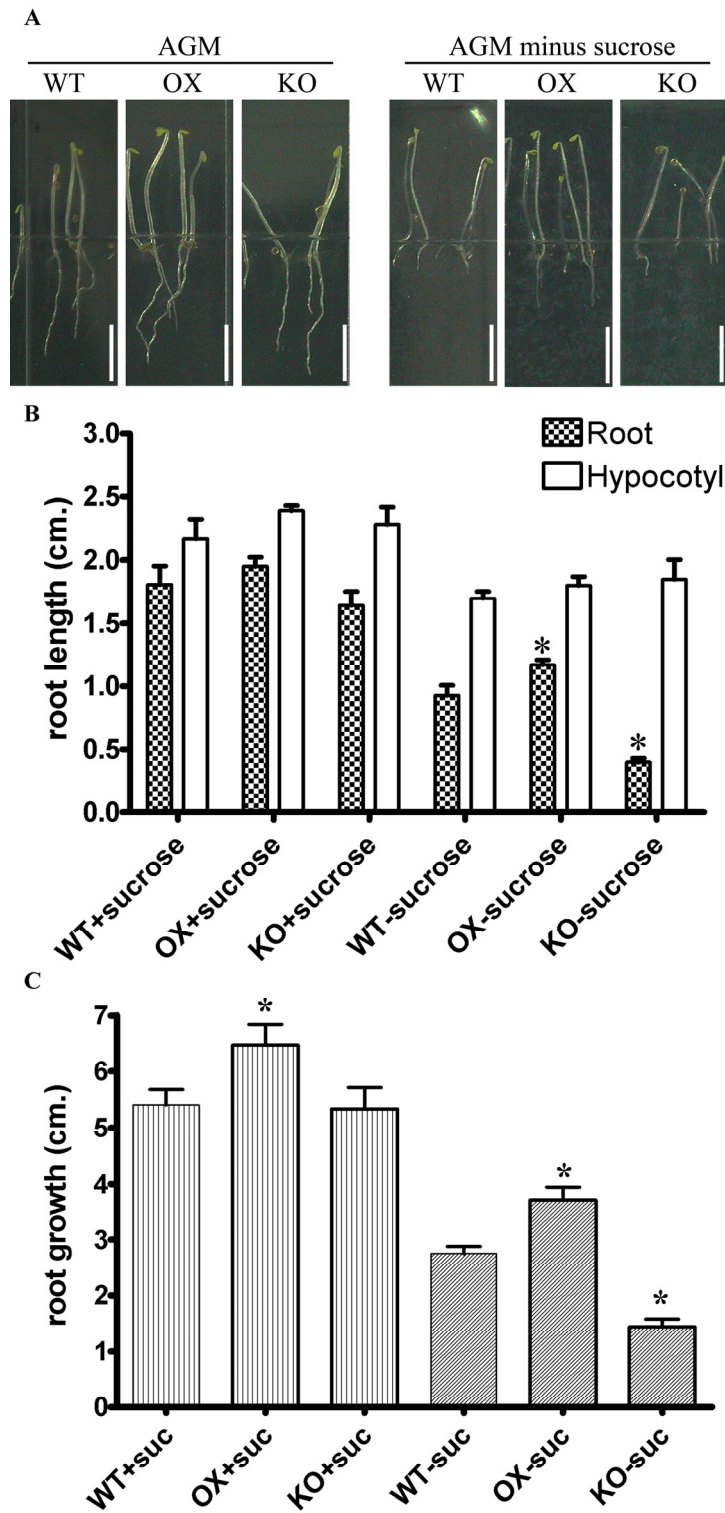 A
AGM
AGM minus sucrose
WT OX KO WT OX KO
B
3.0
2.5
2.0
1.5
1.0
0.5
0.0
root length (cm.)
Root
Hypocotyl
*
*
WT+sucrose
OX+sucrose
KO+sucrose
WT-sucrose
OX-sucrose
KO-sucrose
C
7
6
5
4
3
2
1
0
root growth (cm.)
*
*
*
WT+suc
OX+suc
KO+suc
WT-suc
OX-suc
KO-suc